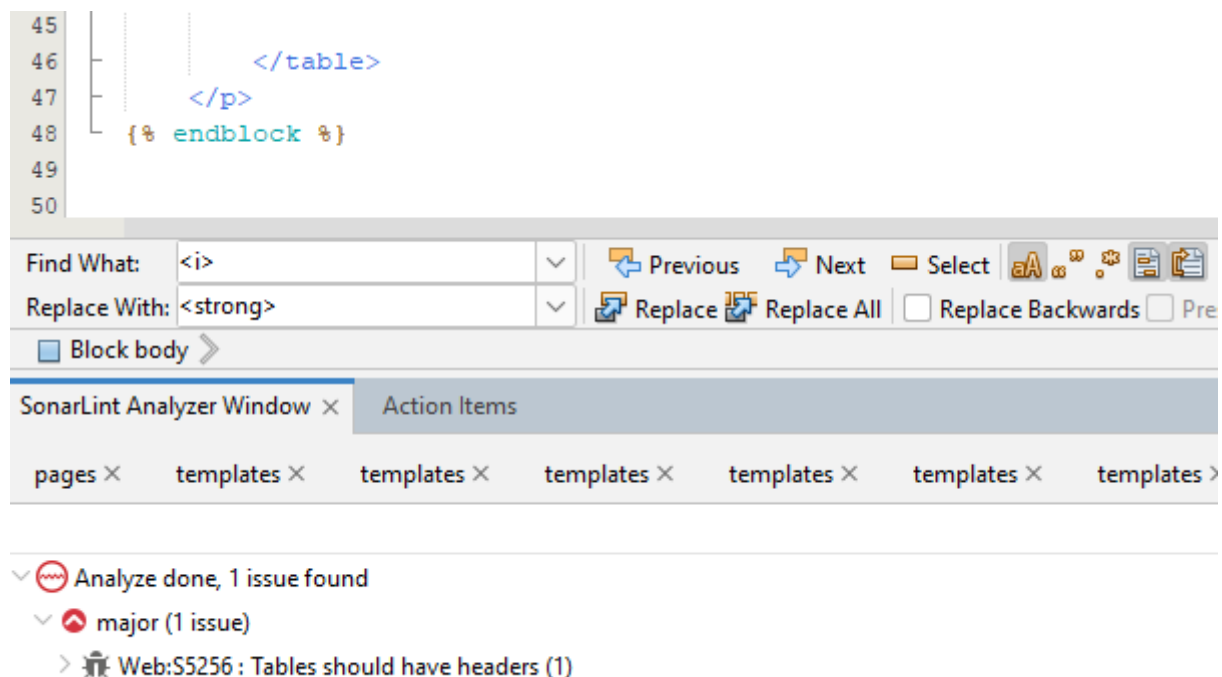 45
46 </table>
47 </p>
48 {% endblock %}
49
50
Find What: <i> Previous Next Select aA “” .*
Replace With: <strong> Replace Replace All Replace Backwards Pre
Block body
SonarLint Analyzer Window × Action Items
pages × templates × templates × templates × templates × templates × templates ×
Analyze done, 1 issue found
major (1 issue)
Web:S5256 : Tables should have headers (1)